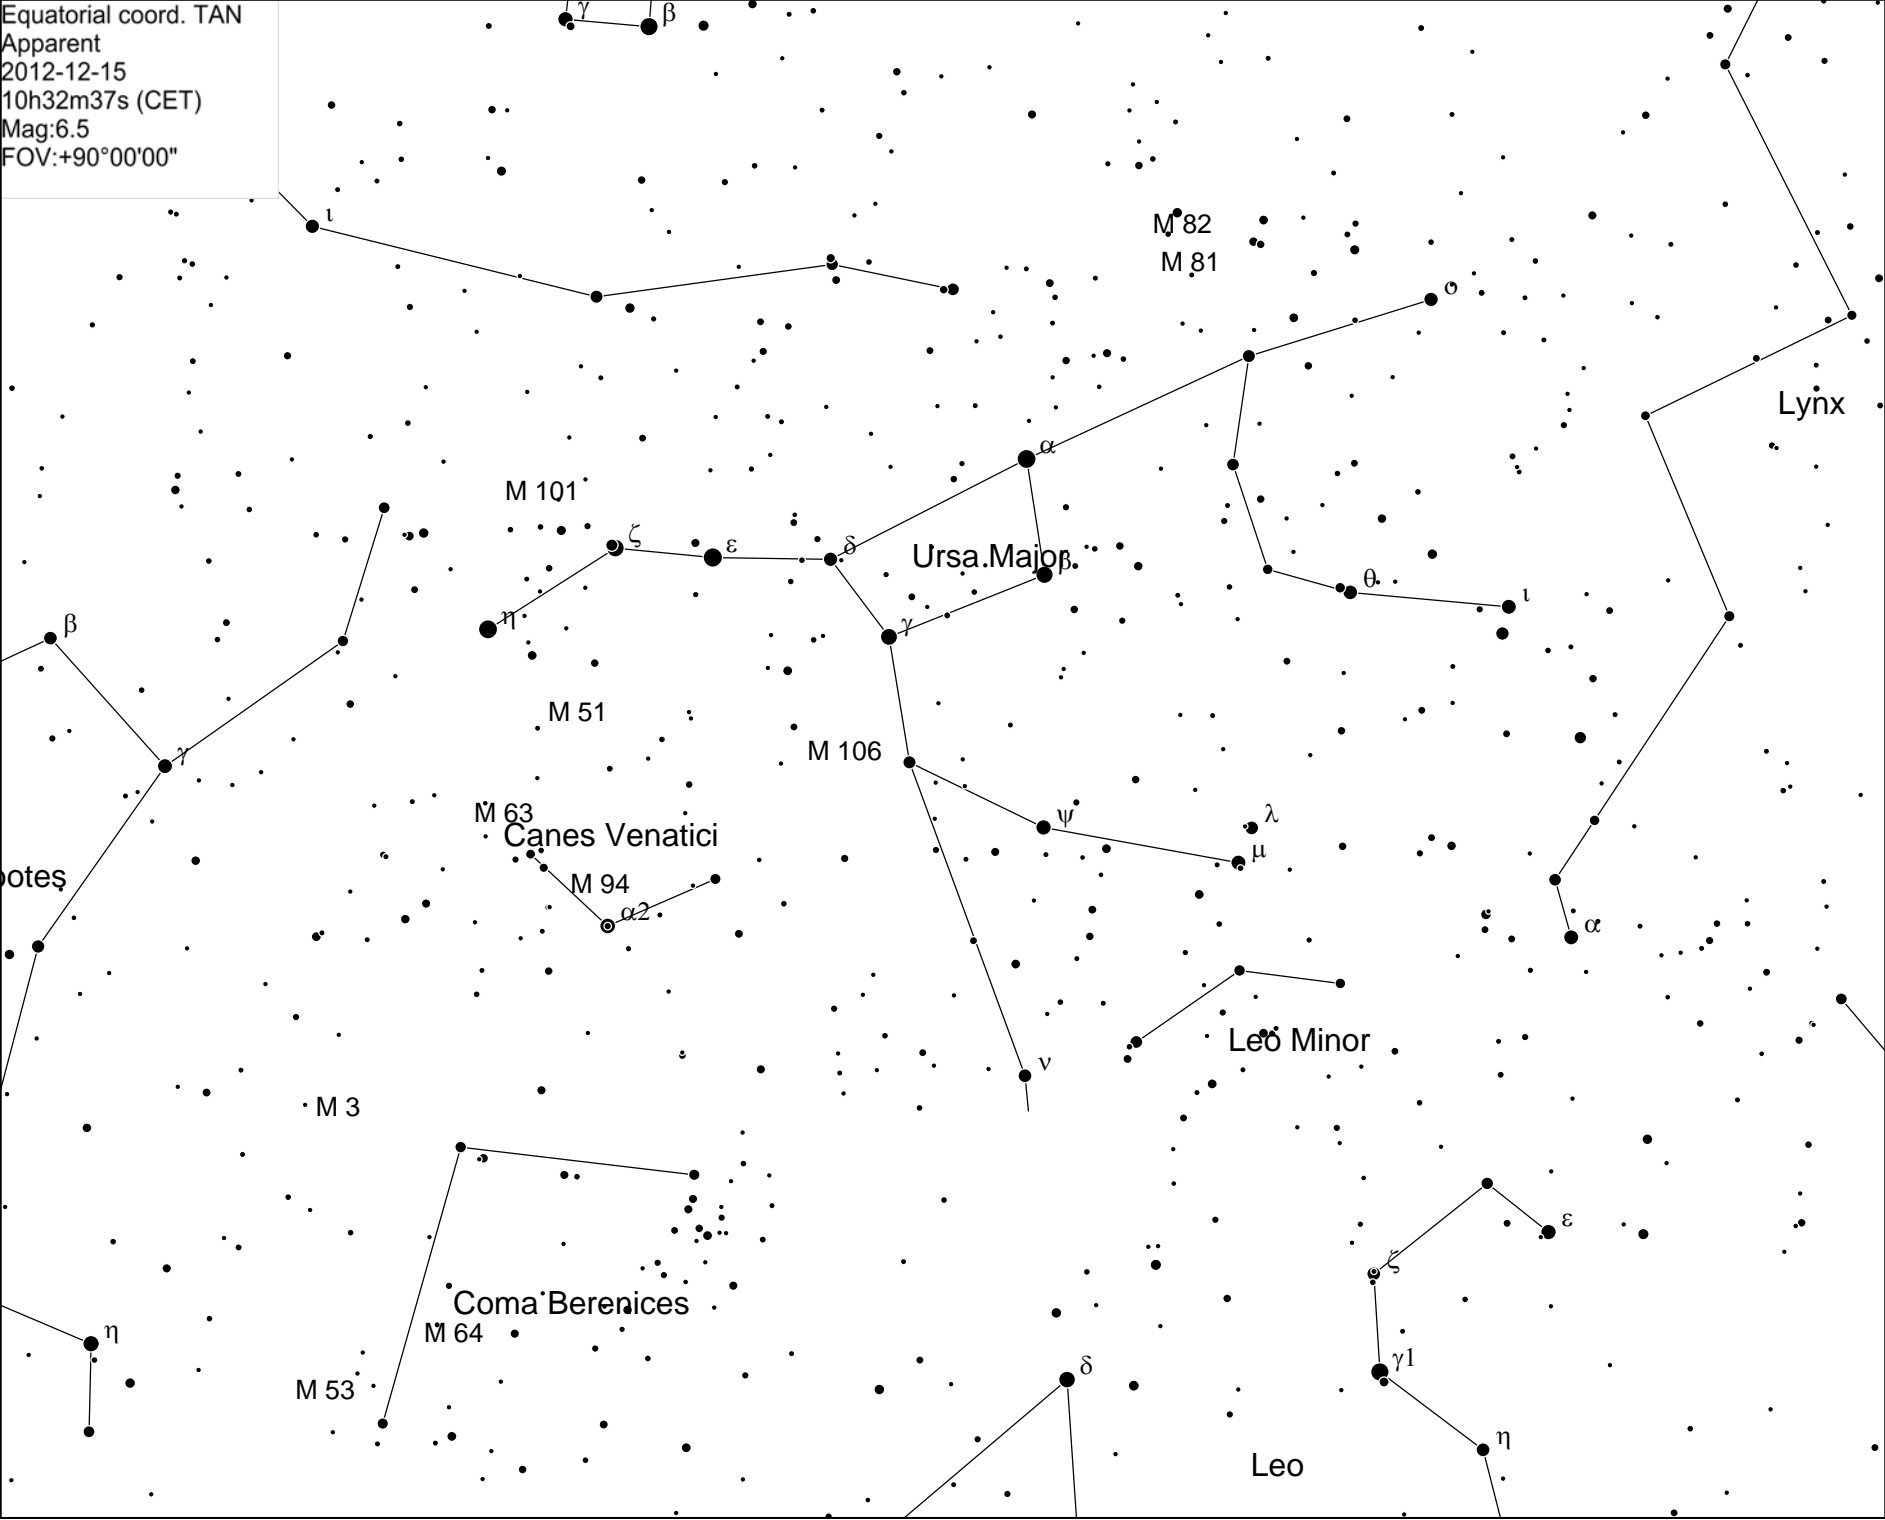 Equatorial coord. TAN
Apparent
2012-12-15
10h32m37s (CET)
Mag:6.5
FOV:+90°00'00"
γ
β
ι
M 82
M 81
ο
Lynx
α
M 101
ζ
ε
δ
Ursa Major
β
θ
ι
η
γ
β
M 51
γ
M 106
M 63
Canes Venatici
ψ
λ
μ
ootes
M 94
α2
α
Leo Minor
ν
M 3
ε
ζ
Coma Berenices
M 64
η
γ1
δ
M 53
η
Leo